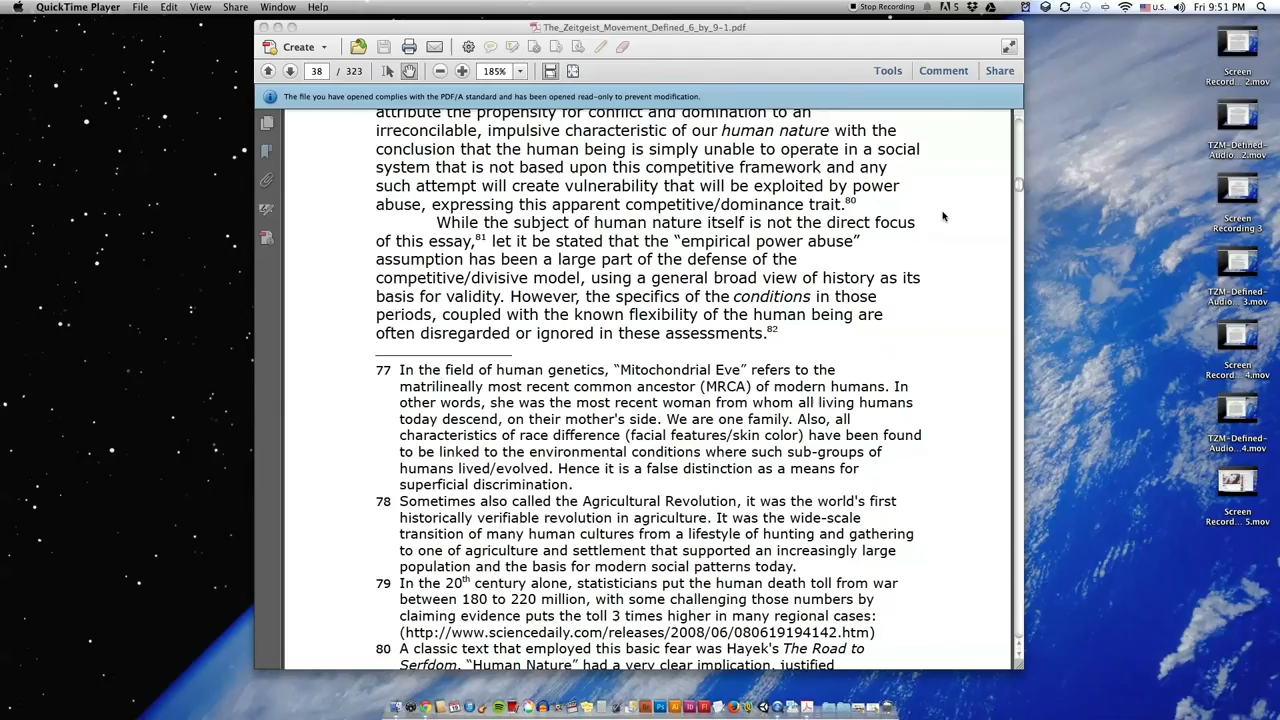 QuickTime Player File Edit View Share Window Help Stop Recording 5 U.S. Fri 9:51 PM
The_Zeitgeist_Movement_Defined_6_by_9-1.pdf
Create
38 / 323 185% Tools Comment Share
The file you have opened complies with the PDF/A standard and has been opened read-only to prevent modification.
attribute the propensity for conflict and domination to an
irreconcilable, impulsive characteristic of our human nature with the
conclusion that the human being is simply unable to operate in a social
system that is not based upon this competitive framework and any
such attempt will create vulnerability that will be exploited by power
abuse, expressing this apparent competitive/dominance trait.80
While the subject of human nature itself is not the direct focus
of this essay,81 let it be stated that the “empirical power abuse”
assumption has been a large part of the defense of the
competitive/divisive model, using a general broad view of history as its
basis for validity. However, the specifics of the conditions in those
periods, coupled with the known flexibility of the human being are
often disregarded or ignored in these assessments.82
77 In the field of human genetics, “Mitochondrial Eve” refers to the
matrilineally most recent common ancestor (MRCA) of modern humans. In
other words, she was the most recent woman from whom all living humans
today descend, on their mother's side. We are one family. Also, all
characteristics of race difference (facial features/skin color) have been found
to be linked to the environmental conditions where such sub-groups of
humans lived/evolved. Hence it is a false distinction as a means for
superficial discrimination.
78 Sometimes also called the Agricultural Revolution, it was the world's first
historically verifiable revolution in agriculture. It was the wide-scale
transition of many human cultures from a lifestyle of hunting and gathering
to one of agriculture and settlement that supported an increasingly large
population and the basis for modern social patterns today.
79 In the 20th century alone, statisticians put the human death toll from war
between 180 to 220 million, with some challenging those numbers by
claiming evidence puts the toll 3 times higher in many regional cases:
(http://www.sciencedaily.com/releases/2008/06/080619194142.htm)
80 A classic text that employed this basic fear was Hayek's The Road to
Serfdom. “Human Nature” had a very clear implication, justified
Screen
Record... 2.mov
TZM-Defined-
Audio...2.mov
Screen
Recording 3
TZM-Defined-
Audio...3.mov
Screen
Record...4.mov
TZM-Defined-
Audio...4.mov
Screen
Record...5.mov